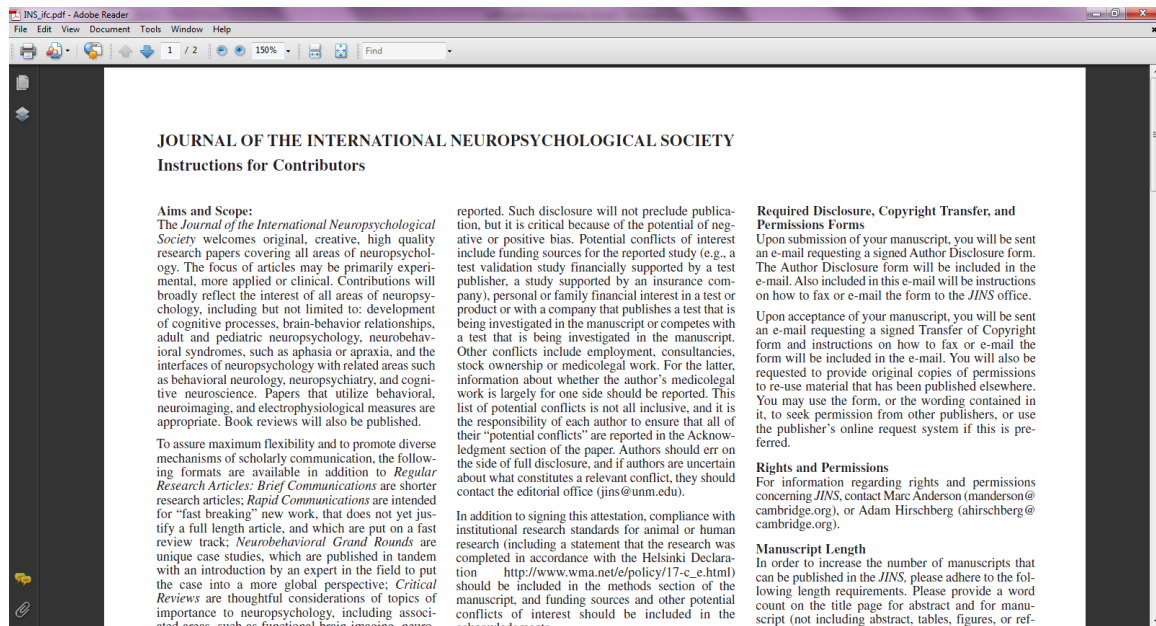 INS_ifc.pdf - Adobe Reader
File Edit View Document Tools Window Help
1 / 2 150% Find
JOURNAL OF THE INTERNATIONAL NEUROPSYCHOLOGICAL SOCIETY
Instructions for Contributors
Aims and Scope:
The Journal of the International Neuropsychological
Society welcomes original, creative, high quality
research papers covering all areas of neuropsychol-
ogy. The focus of articles may be primarily experi-
mental, more applied or clinical. Contributions will
broadly reflect the interest of all areas of neuropsy-
chology, including but not limited to: development
of cognitive processes, brain-behavior relationships,
adult and pediatric neuropsychology, neurobehav-
ioral syndromes, such as aphasia or apraxia, and the
interfaces of neuropsychology with related areas such
as behavioral neurology, neuropsychiatry, and cogni-
tive neuroscience. Papers that utilize behavioral,
neuroimaging, and electrophysiological measures are
appropriate. Book reviews will also be published.
To assure maximum flexibility and to promote diverse
mechanisms of scholarly communication, the follow-
ing formats are available in addition to Regular
Research Articles: Brief Communications are shorter
research articles; Rapid Communications are intended
for “fast breaking” new work, that does not yet jus-
tify a full length article, and which are put on a fast
review track; Neurobehavioral Grand Rounds are
unique case studies, which are published in tandem
with an introduction by an expert in the field to put
the case into a more global perspective; Critical
Reviews are thoughtful considerations of topics of
importance to neuropsychology, including associ-
ated areas, such as functional brain imaging, neuro-
reported. Such disclosure will not preclude publica-
tion, but it is critical because of the potential of neg-
ative or positive bias. Potential conflicts of interest
include funding sources for the reported study (e.g., a
test validation study financially supported by a test
publisher, a study supported by an insurance com-
pany), personal or family financial interest in a test or
product or with a company that publishes a test that is
being investigated in the manuscript or competes with
a test that is being investigated in the manuscript.
Other conflicts include employment, consultancies,
stock ownership or medicolegal work. For the latter,
information about whether the author’s medicolegal
work is largely for one side should be reported. This
list of potential conflicts is not all inclusive, and it is
the responsibility of each author to ensure that all of
their “potential conflicts” are reported in the Acknow-
ledgment section of the paper. Authors should err on
the side of full disclosure, and if authors are uncertain
about what constitutes a relevant conflict, they should
contact the editorial office (jins@unm.edu).
In addition to signing this attestation, compliance with
institutional research standards for animal or human
research (including a statement that the research was
completed in accordance with the Helsinki Declara-
tion http://www.wma.net/e/policy/17-c_e.html)
should be included in the methods section of the
manuscript, and funding sources and other potential
conflicts of interest should be included in the
acknowledgments.
Required Disclosure, Copyright Transfer, and
Permissions Forms
Upon submission of your manuscript, you will be sent
an e-mail requesting a signed Author Disclosure form.
The Author Disclosure form will be included in the
e-mail. Also included in this e-mail will be instructions
on how to fax or e-mail the form to the JINS office.
Upon acceptance of your manuscript, you will be sent
an e-mail requesting a signed Transfer of Copyright
form and instructions on how to fax or e-mail the
form will be included in the e-mail. You will also be
requested to provide original copies of permissions
to re-use material that has been published elsewhere.
You may use the form, or the wording contained in
it, to seek permission from other publishers, or use
the publisher’s online request system if this is pre-
ferred.
Rights and Permissions
For information regarding rights and permissions
concerning JINS, contact Marc Anderson (manderson@
cambridge.org), or Adam Hirschberg (ahirschberg@
cambridge.org).
Manuscript Length
In order to increase the number of manuscripts that
can be published in the JINS, please adhere to the fol-
lowing length requirements. Please provide a word
count on the title page for abstract and for manu-
script (not including abstract, tables, figures, or ref-